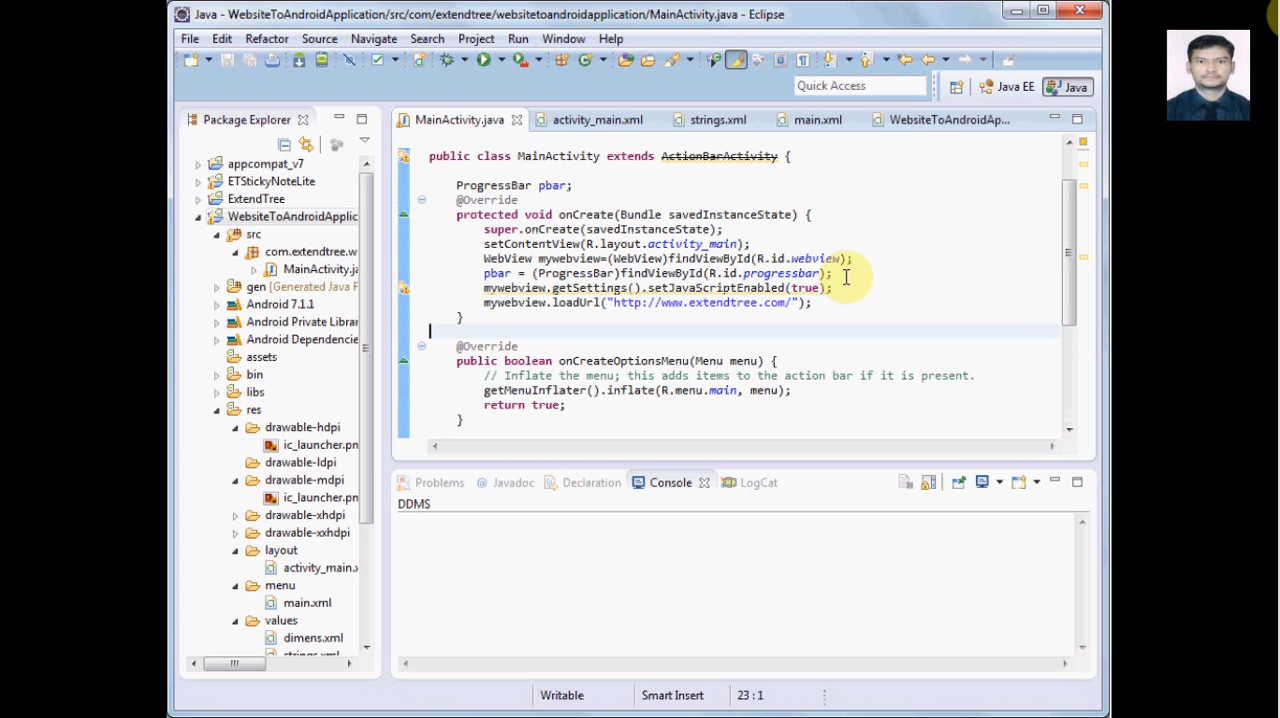 Java - WebsiteToAndroidApplication/src/com/extendtree/websitetoandroidapplication/MainActivity.java - Eclipse
File Edit Refactor Source Navigate Search Project Run Window Help
Quick Access
Java EE
Java
Package Explorer
appcompat_v7
ETStickyNoteLite
ExtendTree
WebsiteToAndroidApplic
src
com.extendtree.w
MainActivity.ja
gen [Generated Java F
Android 7.1.1
Android Private Librar
Android Dependencie
assets
bin
libs
res
drawable-hdpi
ic_launcher.pn
drawable-ldpi
drawable-mdpi
ic_launcher.pn
drawable-xhdpi
drawable-xxhdpi
layout
activity_main.x
menu
main.xml
values
dimens.xml
strings.xml
MainActivity.java activity_main.xml strings.xml main.xml WebsiteToAndroidAp...
public class MainActivity extends ActionBarActivity {
ProgressBar pbar;
@Override
protected void onCreate(Bundle savedInstanceState) {
super.onCreate(savedInstanceState);
setContentView(R.layout.activity_main);
WebView mywebview=(WebView)findViewById(R.id.webview);
pbar = (ProgressBar)findViewById(R.id.progressbar);
mywebview.getSettings().setJavaScriptEnabled(true);
mywebview.loadUrl("http://www.extendtree.com/");
}
@Override
public boolean onCreateOptionsMenu(Menu menu) {
// Inflate the menu; this adds items to the action bar if it is present.
getMenuInflater().inflate(R.menu.main, menu);
return true;
}
Problems @ Javadoc Declaration Console LogCat
DDMS
Writable Smart Insert 23 : 1